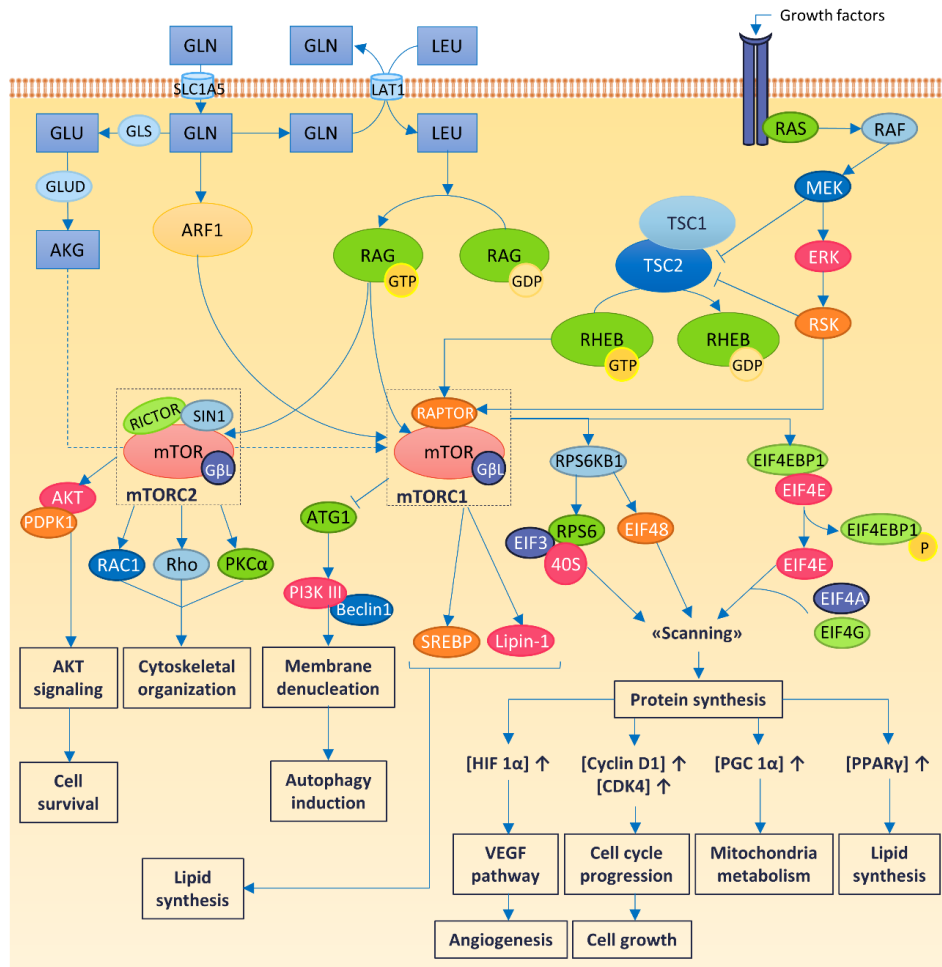 Growth factors
GLN
GLN
LEU
SLC1A5
LAT1
GLU
GLS
GLN
GLN
LEU
RAS
RAF
GLUD
MEK
ARF1
TSC1
AKG
RAG
GTP
RAG
GDP
TSC2
ERK
RHEB
GTP
RHEB
GDP
RSK
RICTOR
SIN1
mTOR
GβL
mTORC2
RAPTOR
mTOR
GβL
mTORC1
RPS6KB1
EIF4EBP1
EIF4E
AKT
PDPK1
ATG1
RPS6
EIF3
40S
EIF48
EIF4EBP1
P
RAC1
Rho
PKCα
EIF4E
PI3K III
Beclin1
EIF4A
EIF4G
SREBP
Lipin-1
«Scanning»
AKT
signaling
Cytoskeletal
organization
Membrane
denucleation
Protein synthesis
Cell
survival
Autophagy
induction
[HIF 1α] ↑
[Cyclin D1] ↑
[CDK4] ↑
[PGC 1α] ↑
[PPARγ] ↑
Lipid
synthesis
VEGF
pathway
Cell cycle
progression
Mitochondria
metabolism
Lipid
synthesis
Angiogenesis
Cell growth